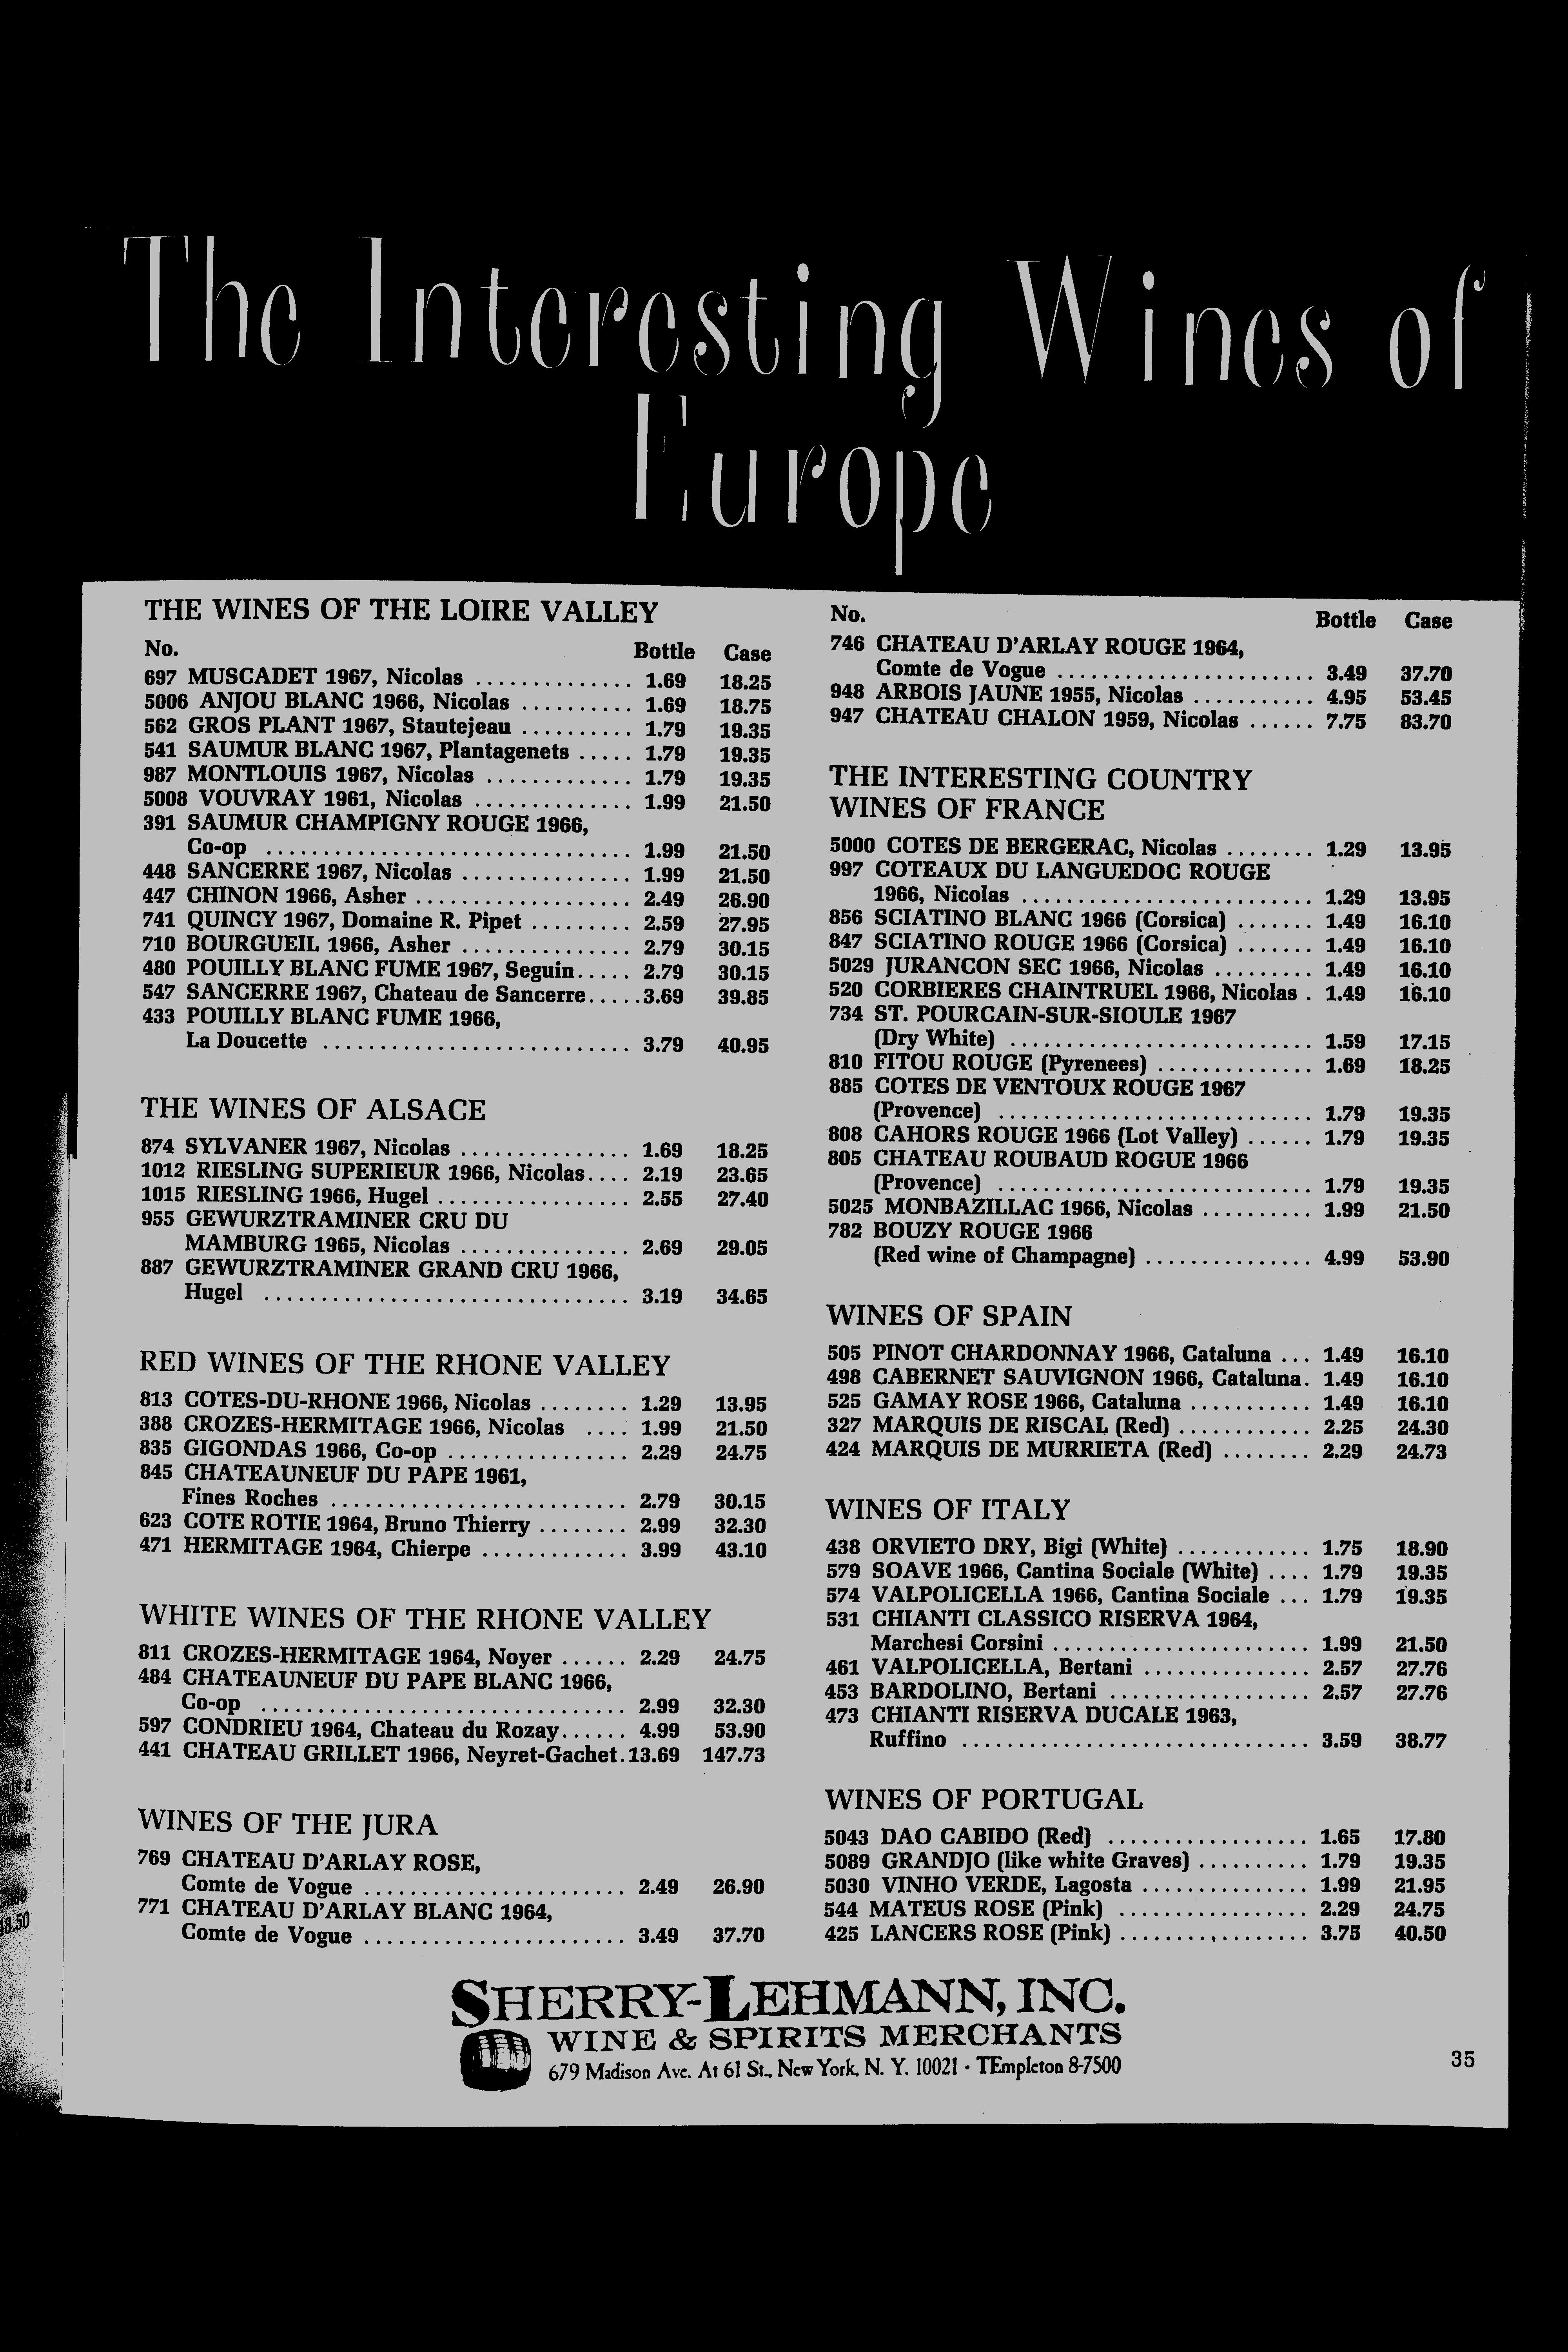 The Interesting Wines of
Europe
THE WINES OF THE LOIRE VALLEY
No. Bottle Case
697 MUSCADET 1967, Nicolas .............. 1.69 18.25
5006 ANJOU BLANC 1966, Nicolas .......... 1.69 18.75
562 GROS PLANT 1967, Stautejeau .......... 1.79 19.35
541 SAUMUR BLANC 1967, Plantagenets ..... 1.79 19.35
987 MONTLOUIS 1967, Nicolas ............. 1.79 19.35
5008 VOUVRAY 1961, Nicolas .............. 1.99 21.50
391 SAUMUR CHAMPIGNY ROUGE 1966,
Co-op ................................ 1.99 21.50
448 SANCERRE 1967, Nicolas ............... 1.99 21.50
447 CHINON 1966, Asher ................... 2.49 26.90
741 QUINCY 1967, Domaine R. Pipet ......... 2.59 27.95
710 BOURGUEIL 1966, Asher ............... 2.79 30.15
480 POUILLY BLANC FUME 1967, Seguin..... 2.79 30.15
547 SANCERRE 1967, Chateau de Sancerre.....3.69 39.85
433 POUILLY BLANC FUME 1966,
La Doucette ........................... 3.79 40.95
THE WINES OF ALSACE
874 SYLVANER 1967, Nicolas ............... 1.69 18.25
1012 RIESLING SUPERIEUR 1966, Nicolas.... 2.19 23.65
1015 RIESLING 1966, Hugel ................. 2.55 27.40
955 GEWURZTRAMINER CRU DU
MAMBURG 1965, Nicolas ............... 2.69 29.05
887 GEWURZTRAMINER GRAND CRU 1966,
Hugel ................................ 3.19 34.65
RED WINES OF THE RHONE VALLEY
813 COTES-DU-RHONE 1966, Nicolas ........ 1.29 13.95
388 CROZES-HERMITAGE 1966, Nicolas .... 1.99 21.50
835 GIGONDAS 1966, Co-op ................ 2.29 24.75
845 CHATEAUNEUF DU PAPE 1961,
Fines Roches .......................... 2.79 30.15
623 COTE ROTIE 1964, Bruno Thierry ........ 2.99 32.30
471 HERMITAGE 1964, Chierpe ............. 3.99 43.10
WHITE WINES OF THE RHONE VALLEY
811 CROZES-HERMITAGE 1964, Noyer ...... 2.29 24.75
484 CHATEAUNEUF DU PAPE BLANC 1966,
Co-op ................................ 2.99 32.30
597 CONDRIEU 1964, Chateau du Rozay...... 4.99 53.90
441 CHATEAU GRILLET 1966, Neyret-Gachet.13.69 147.73
WINES OF THE JURA
769 CHATEAU D'ARLAY ROSE,
Comte de Vogue ....................... 2.49 26.90
771 CHATEAU D'ARLAY BLANC 1964,
Comte de Vogue ....................... 3.49 37.70
No. Bottle Case
746 CHATEAU D'ARLAY ROUGE 1964,
Comte de Vogue ....................... 3.49 37.70
948 ARBOIS JAUNE 1955, Nicolas ........... 4.95 53.45
947 CHATEAU CHALON 1959, Nicolas ...... 7.75 83.70
THE INTERESTING COUNTRY
WINES OF FRANCE
5000 COTES DE BERGERAC, Nicolas ........ 1.29 13.95
997 COTEAUX DU LANGUEDOC ROUGE
1966, Nicolas .......................... 1.29 13.95
856 SCIATINO BLANC 1966 (Corsica) ....... 1.49 16.10
847 SCIATINO ROUGE 1966 (Corsica) ....... 1.49 16.10
5029 JURANCON SEC 1966, Nicolas ......... 1.49 16.10
520 CORBIERES CHAINTRUEL 1966, Nicolas . 1.49 16.10
734 ST. POURCAIN-SUR-SIOULE 1967
(Dry White) ........................... 1.59 17.15
810 FITOU ROUGE (Pyrenees) .............. 1.69 18.25
885 COTES DE VENTOUX ROUGE 1967
(Provence) ............................ 1.79 19.35
808 CAHORS ROUGE 1966 (Lot Valley) ...... 1.79 19.35
805 CHATEAU ROUBAUD ROGUE 1966
(Provence) ............................ 1.79 19.35
5025 MONBAZILLAC 1966, Nicolas .......... 1.99 21.50
782 BOUZY ROUGE 1966
(Red wine of Champagne) ............... 4.99 53.90
WINES OF SPAIN
505 PINOT CHARDONNAY 1966, Cataluna ... 1.49 16.10
498 CABERNET SAUVIGNON 1966, Cataluna. 1.49 16.10
525 GAMAY ROSE 1966, Cataluna ........... 1.49 16.10
327 MARQUIS DE RISCAL (Red) ............ 2.25 24.30
424 MARQUIS DE MURRIETA (Red) ........ 2.29 24.73
WINES OF ITALY
438 ORVIETO DRY, Bigi (White) ............ 1.75 18.90
579 SOAVE 1966, Cantina Sociale (White) .... 1.79 19.35
574 VALPOLICELLA 1966, Cantina Sociale ... 1.79 19.35
531 CHIANTI CLASSICO RISERVA 1964,
Marchesi Corsini ....................... 1.99 21.50
461 VALPOLICELLA, Bertani ............... 2.57 27.76
453 BARDOLINO, Bertani .................. 2.57 27.76
473 CHIANTI RISERVA DUCALE 1963,
Ruffino ............................... 3.59 38.77
WINES OF PORTUGAL
5043 DAO CABIDO (Red) .................. 1.65 17.80
5089 GRANDJO (like white Graves) .......... 1.79 19.35
5030 VINHO VERDE, Lagosta ............... 1.99 21.95
544 MATEUS ROSE (Pink) ................. 2.29 24.75
425 LANCERS ROSE (Pink) ................. 3.75 40.50
SHERRY-LEHMANN, INC.
WINE & SPIRITS MERCHANTS
679 Madison Ave. At 61 St., New York, N. Y. 10021 • TEmpleton 8-7500
35